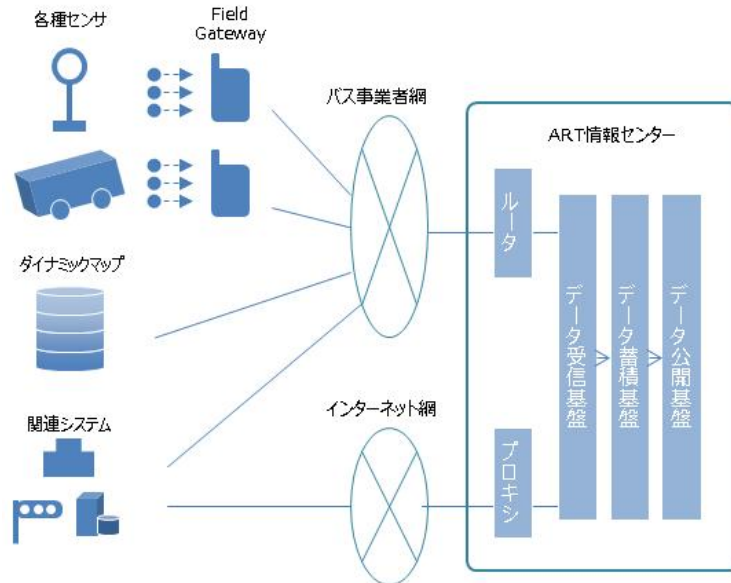 各種センサ
Field
Gateway
バス事業者網
ART情報センター
ルータ
ダイナミックマップ
データ受信基盤
データ蓄積基盤
データ公開基盤
関連システム
インターネット網
プロキシ